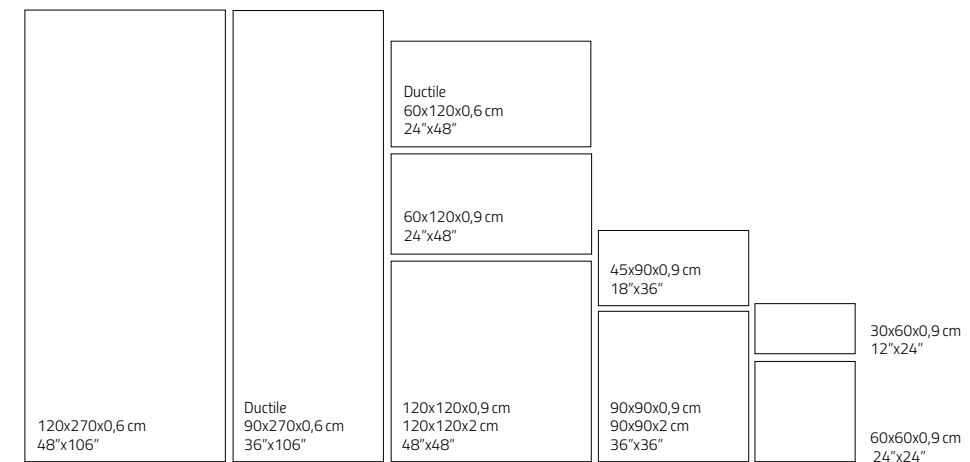 120x270x0,6 cm
48”x106”
Ductile
90x270x0,6 cm
36”x106”
Ductile
60x120x0,6 cm
24”x48”
60x120x0,9 cm
24”x48”
120x120x0,9 cm
120x120x2 cm
48”x48”
45x90x0,9 cm
18”x36”
90x90x0,9 cm
90x90x2 cm
36”x36”
30x60x0,9 cm
12”x24”
60x60x0,9 cm
24”x24”